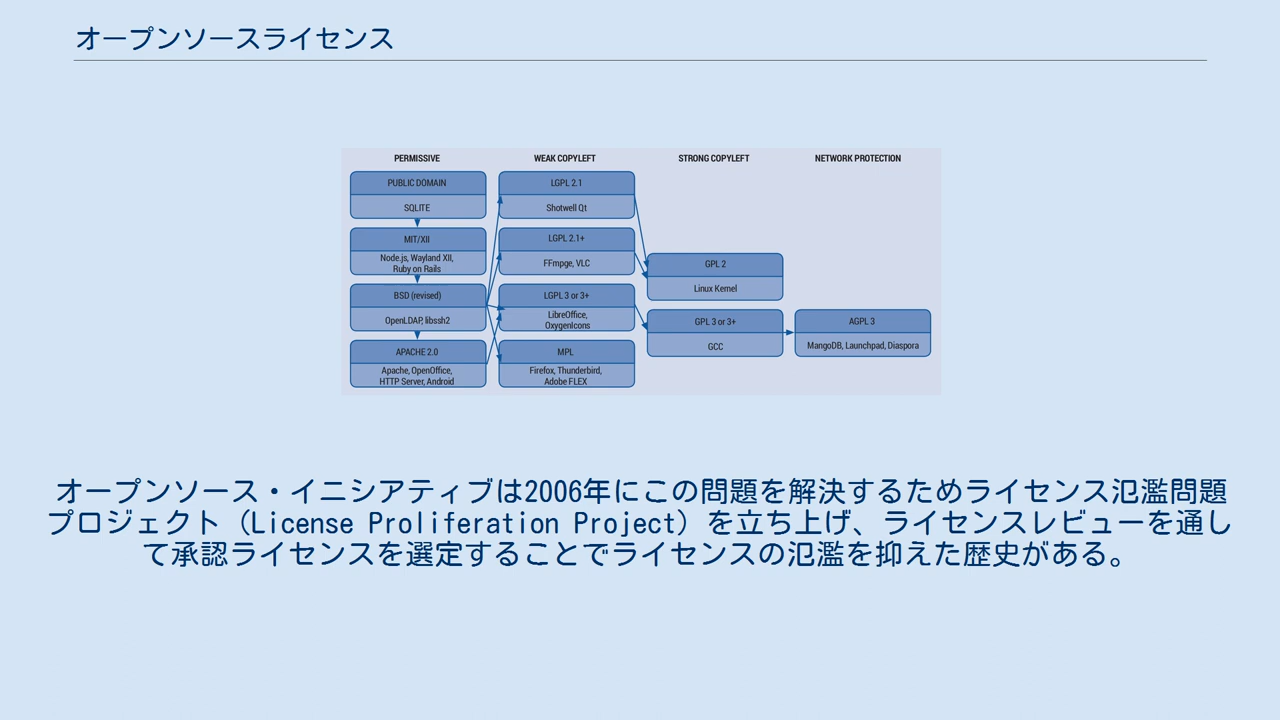 オープンソースライセンス
PERMISSIVE
WEAK COPYLEFT
STRONG COPYLEFT
NETWORK PROTECTION
PUBLIC DOMAIN
SQLITE
MIT/XII
Node.js, Wayland XII,
Ruby on Rails
BSD (revised)
OpenLDAP, libssh2
APACHE 2.0
Apache, OpenOffice,
HTTP Server, Android
LGPL 2.1
Shotwell Qt
LGPL 2.1+
FFmpge, VLC
LGPL 3 or 3+
LibreOffice,
OxygenIcons
MPL
Firefox, Thunderbird,
Adobe FLEX
GPL 2
Linux Kernel
GPL 3 or 3+
GCC
AGPL 3
MangoDB, Launchpad, Diaspora
オープンソース・イニシアティブは2006年にこの問題を解決するためライセンス氾濫問題
プロジェクト（License Proliferation Project）を立ち上げ、ライセンスレビューを通し
て承認ライセンスを選定することでライセンスの氾濫を抑えた歴史がある。